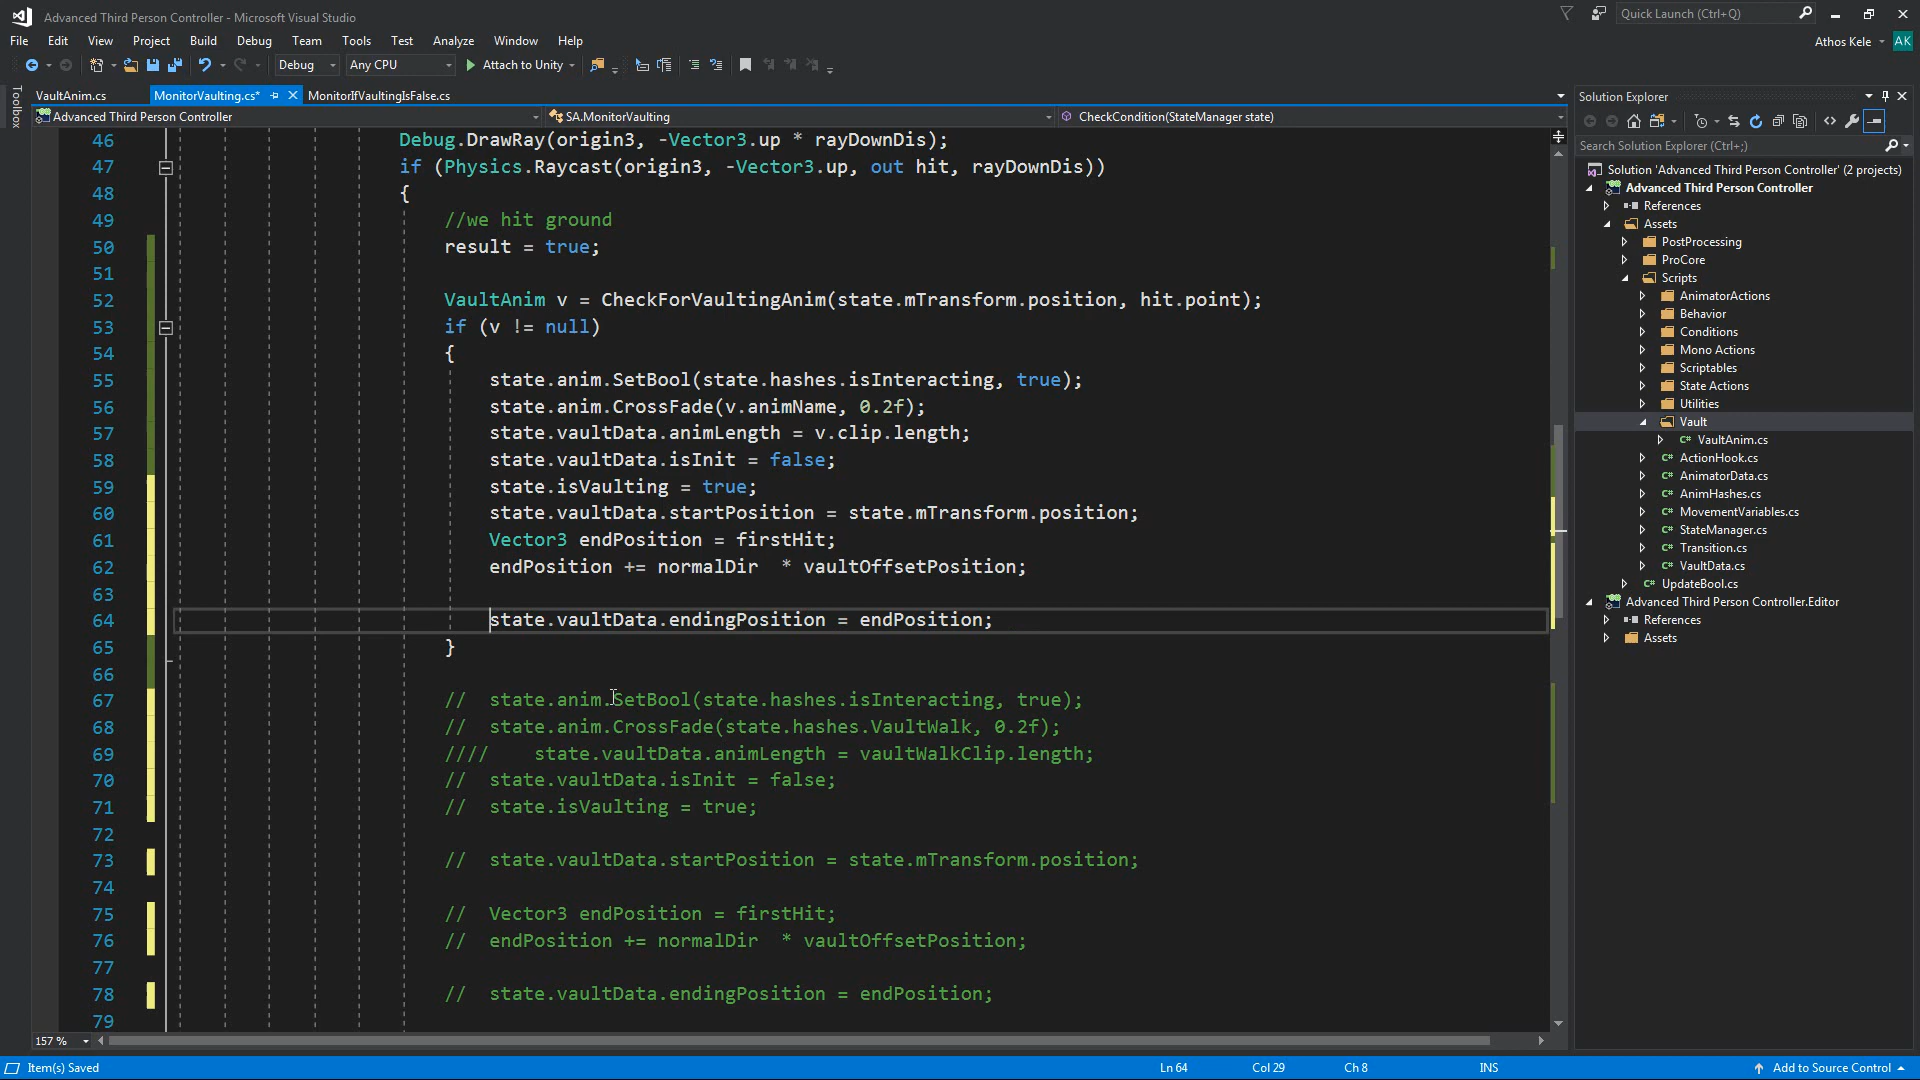 Advanced Third Person Controller - Microsoft Visual Studio
Quick Launch (Ctrl+Q)
File Edit View Project Build Debug Team Tools Test Analyze Window Help
Athos Kele AK
Debug Any CPU Attach to Unity
Toolbox
VaultAnim.cs MonitorVaulting.cs* MonitorIfVaultingIsFalse.cs
Advanced Third Person Controller SA.MonitorVaulting CheckCondition(StateManager state)
46 Debug.DrawRay(origin3, -Vector3.up * rayDownDis);
47 if (Physics.Raycast(origin3, -Vector3.up, out hit, rayDownDis))
48 {
49 //we hit ground
50 result = true;
51
52 VaultAnim v = CheckForVaultingAnim(state.mTransform.position, hit.point);
53 if (v != null)
54 {
55 state.anim.SetBool(state.hashes.isInteracting, true);
56 state.anim.CrossFade(v.animName, 0.2f);
57 state.vaultData.animLength = v.clip.length;
58 state.vaultData.isInit = false;
59 state.isVaulting = true;
60 state.vaultData.startPosition = state.mTransform.position;
61 Vector3 endPosition = firstHit;
62 endPosition += normalDir  * vaultOffsetPosition;
63
64 state.vaultData.endingPosition = endPosition;
65 }
66
67 //  state.anim.SetBool(state.hashes.isInteracting, true);
68 //  state.anim.CrossFade(state.hashes.VaultWalk, 0.2f);
69 ////    state.vaultData.animLength = vaultWalkClip.length;
70 //  state.vaultData.isInit = false;
71 //  state.isVaulting = true;
72
73 //  state.vaultData.startPosition = state.mTransform.position;
74
75 //  Vector3 endPosition = firstHit;
76 //  endPosition += normalDir  * vaultOffsetPosition;
77
78 //  state.vaultData.endingPosition = endPosition;
79
157 %
Solution Explorer
Search Solution Explorer (Ctrl+;)
Solution 'Advanced Third Person Controller' (2 projects)
Advanced Third Person Controller
References
Assets
PostProcessing
ProCore
Scripts
AnimatorActions
Behavior
Conditions
Mono Actions
Scriptables
State Actions
Utilities
Vault
C# VaultAnim.cs
C# ActionHook.cs
C# AnimatorData.cs
C# AnimHashes.cs
C# MovementVariables.cs
C# StateManager.cs
C# Transition.cs
C# VaultData.cs
C# UpdateBool.cs
Advanced Third Person Controller.Editor
References
Assets
Item(s) Saved Ln 64 Col 29 Ch 8 INS Add to Source Control